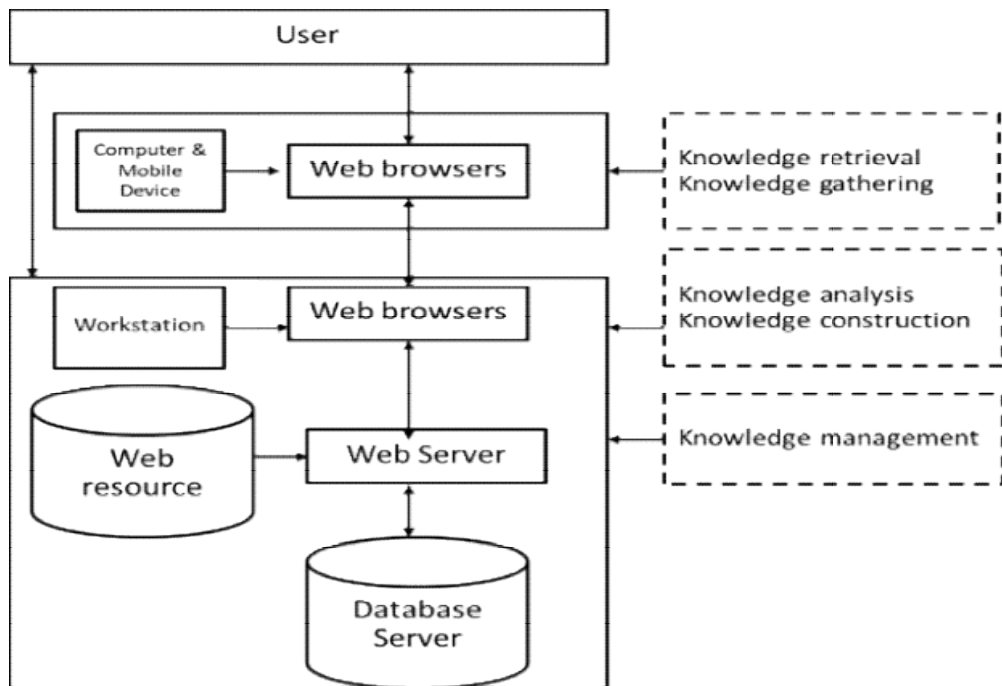 User
Computer &
Mobile
Device
Web browsers
Knowledge retrieval
Knowledge gathering
Workstation
Web browsers
Knowledge analysis
Knowledge construction
Web
resource
Web Server
Knowledge management
Database
Server